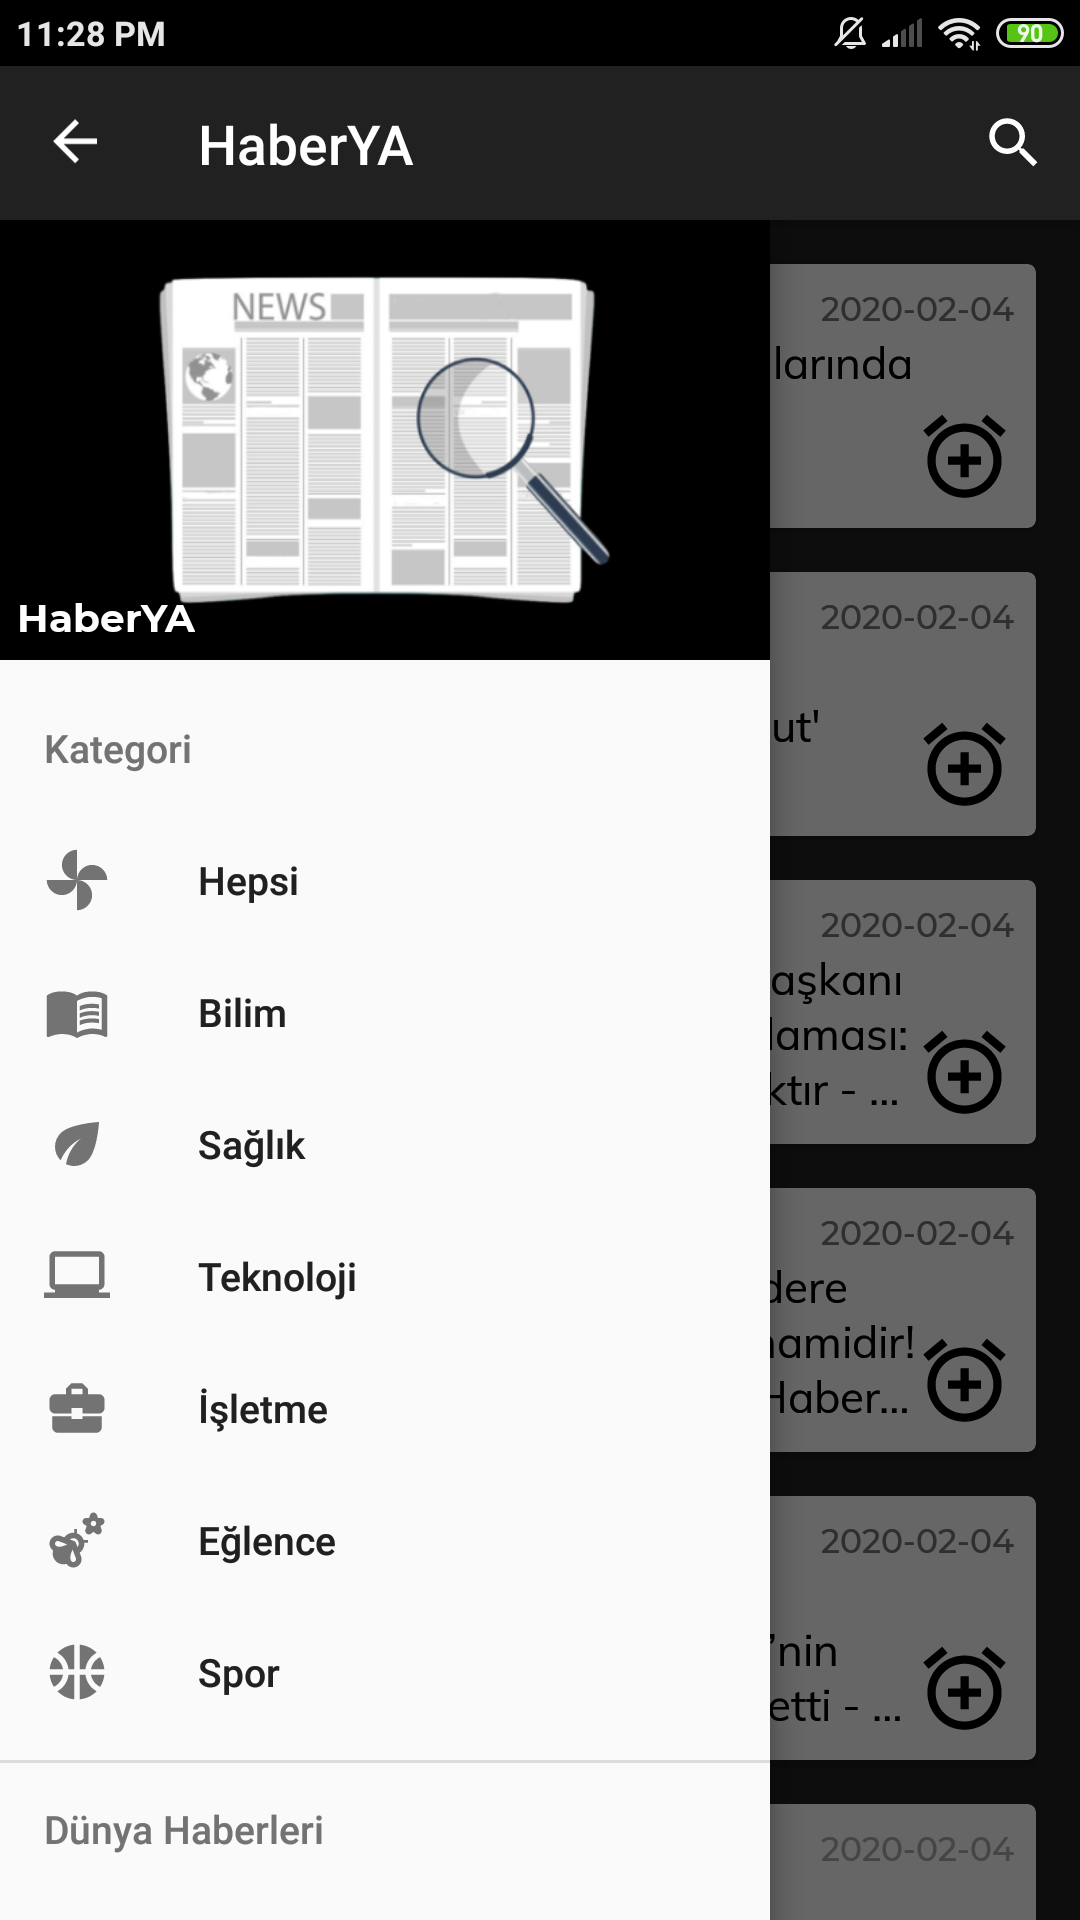 11:28 PM
90
HaberYA
NEWS
HaberYA
Kategori
Hepsi
Bilim
Sağlık
Teknoloji
İşletme
Eğlence
Spor
Dünya Haberleri
2020-02-04
larında
2020-02-04
ut'
2020-02-04
aşkanı
laması:
ktır - ...
2020-02-04
dere
namidir!
Haber...
2020-02-04
’nin
etti - ...
2020-02-04